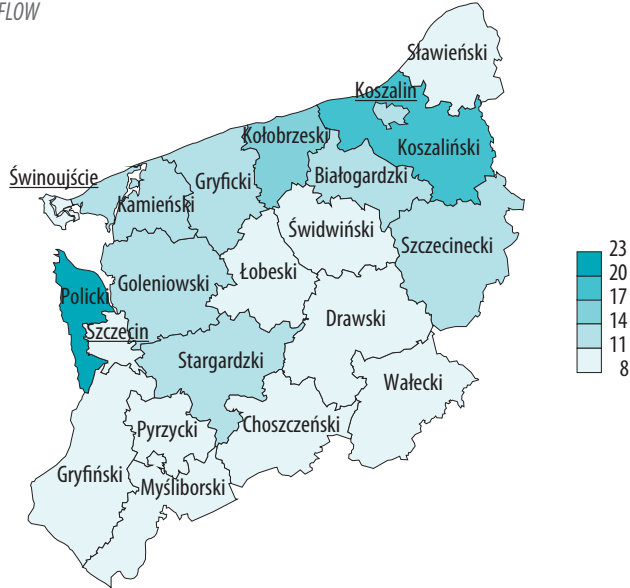 FLOW
Sławieński
Koszalin
Kołobrzeski
Koszaliński
Świnoujście
Gryficki
Białogardzki
Kamieński
Świdwiński
Szczecinecki
Łobeski
Goleniowski
Policki
Drawski
Szczecin
Stargardzki
Wałecki
Choszczeński
Pyrzycki
Gryfiński
Myśliborski
23
20
17
14
11
8